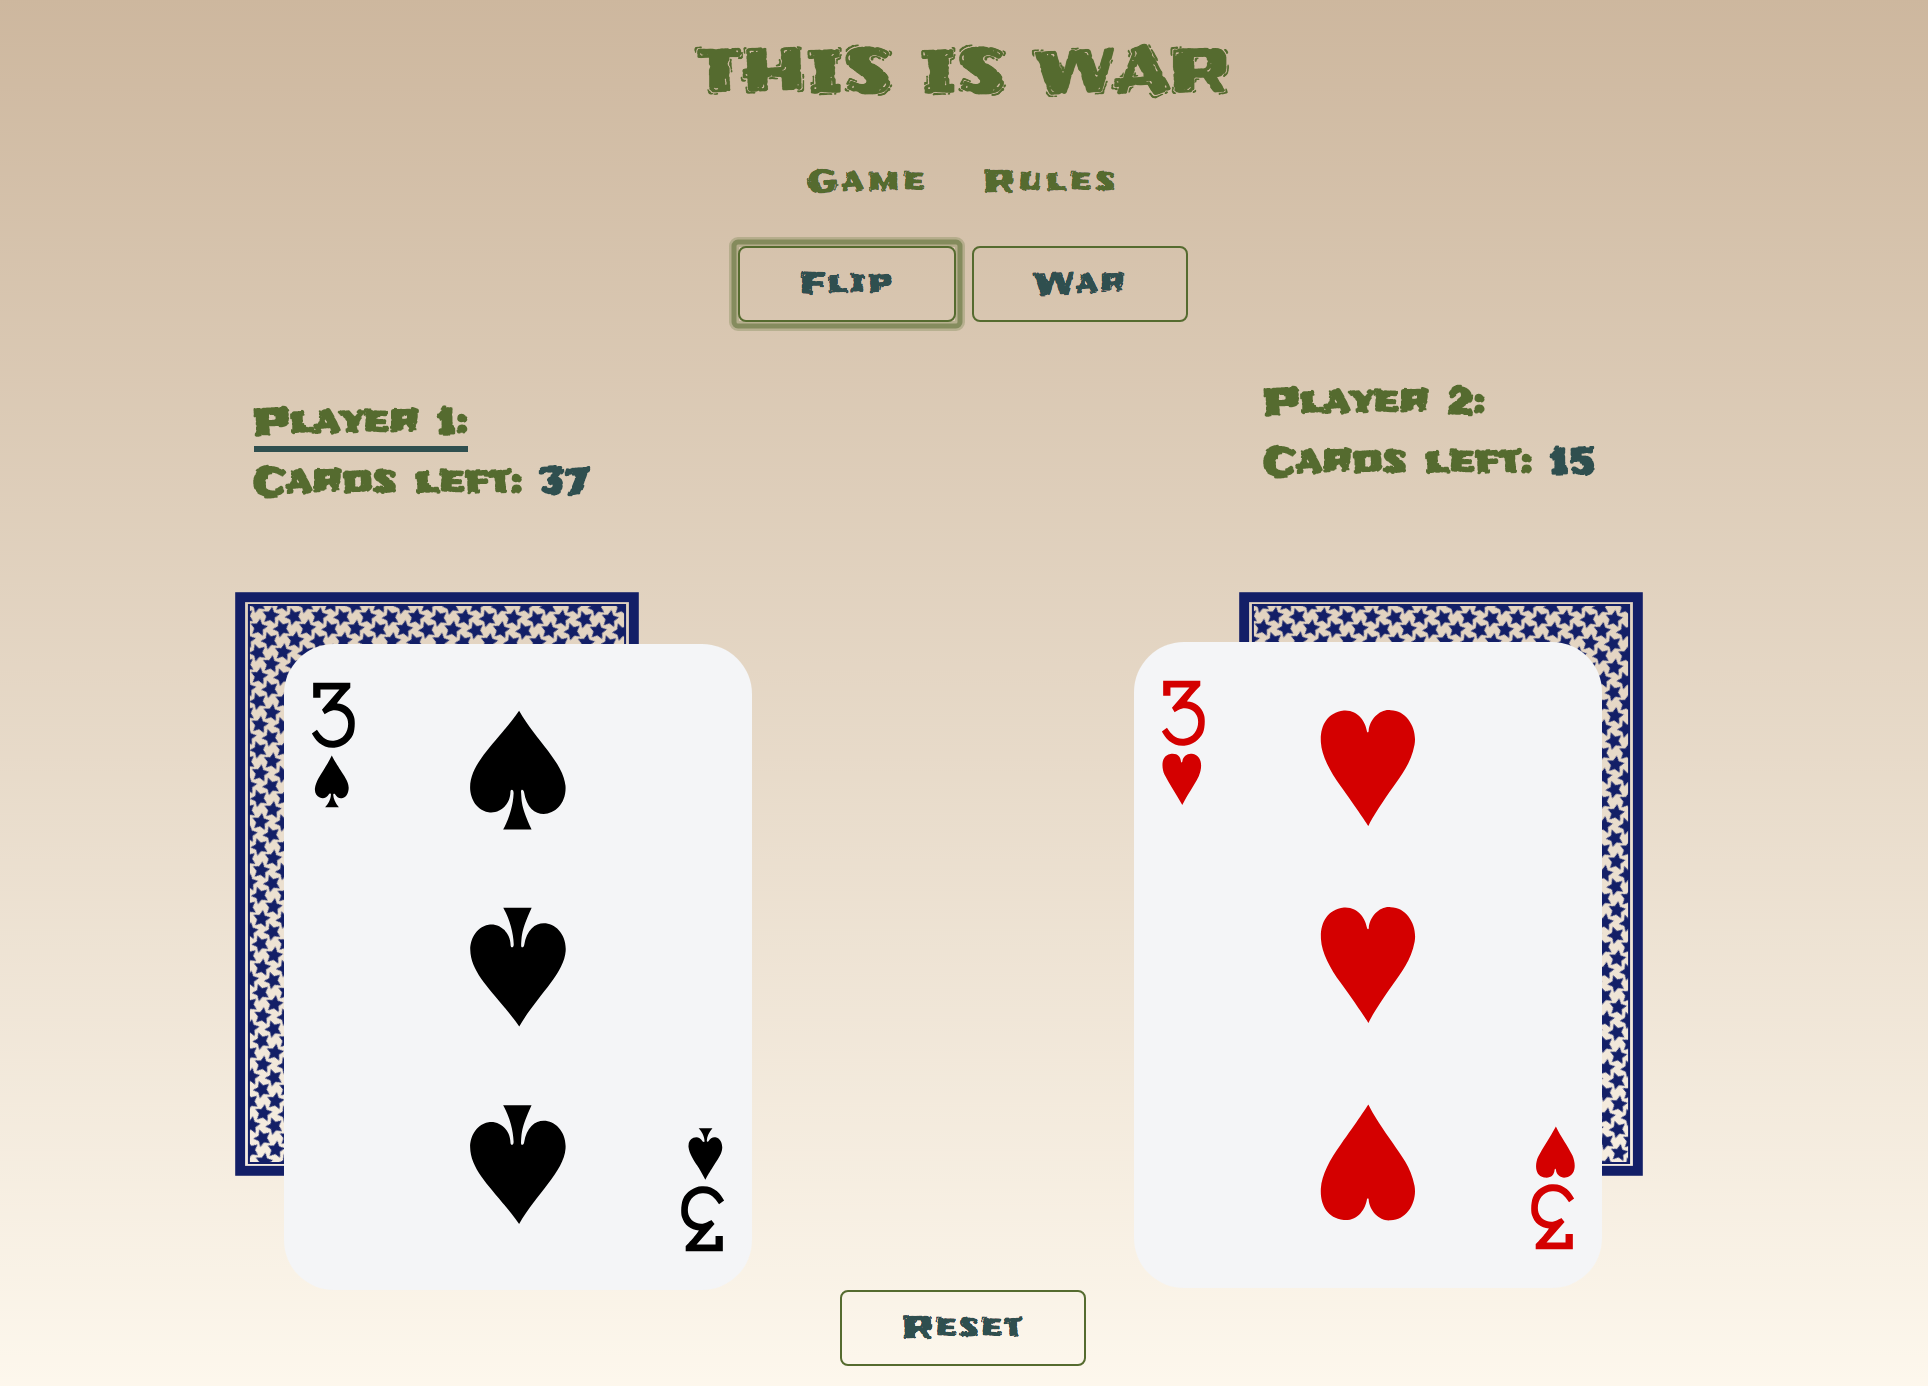 THIS IS WAR
Game Rules
Flip War
Player 1:
Cards left: 37
Player 2:
Cards left: 15
3
3
3
3
Reset